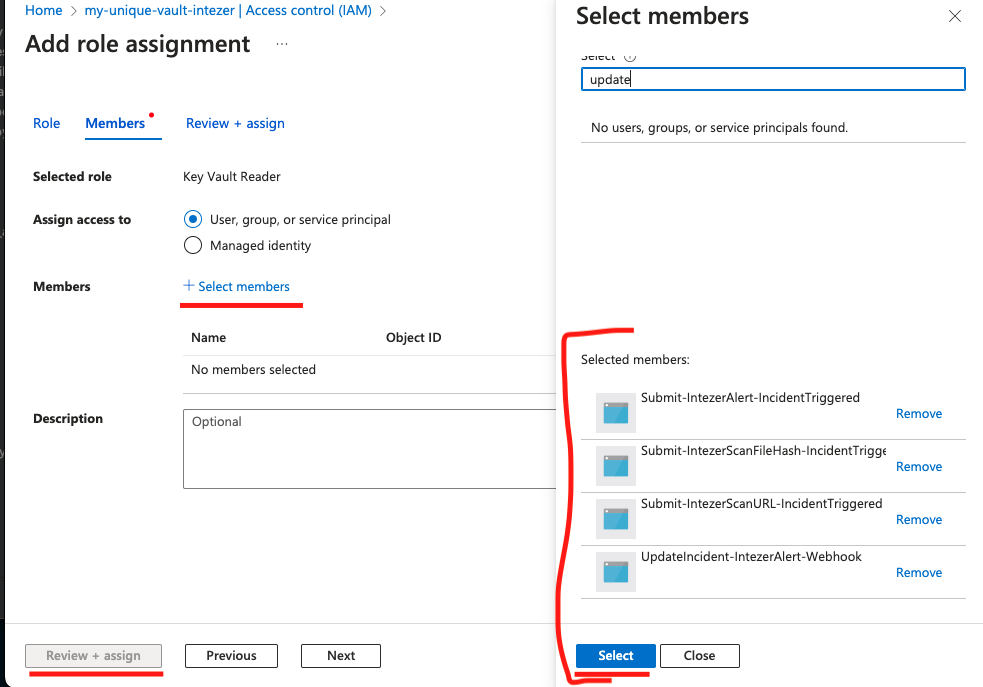 Home > my-unique-vault-intezer | Access control (IAM) >
Add role assignment ...
Role Members Review + assign
Selected role Key Vault Reader
Assign access to User, group, or service principal
Managed identity
Members + Select members
Name Object ID
No members selected
Description Optional
Review + assign Previous Next
Select members
Select
update
No users, groups, or service principals found.
Selected members:
Submit-IntezerAlert-IncidentTriggered
Remove
Submit-IntezerScanFileHash-IncidentTrigge
Remove
Submit-IntezerScanURL-IncidentTriggered
Remove
UpdateIncident-IntezerAlert-Webhook
Remove
Select Close